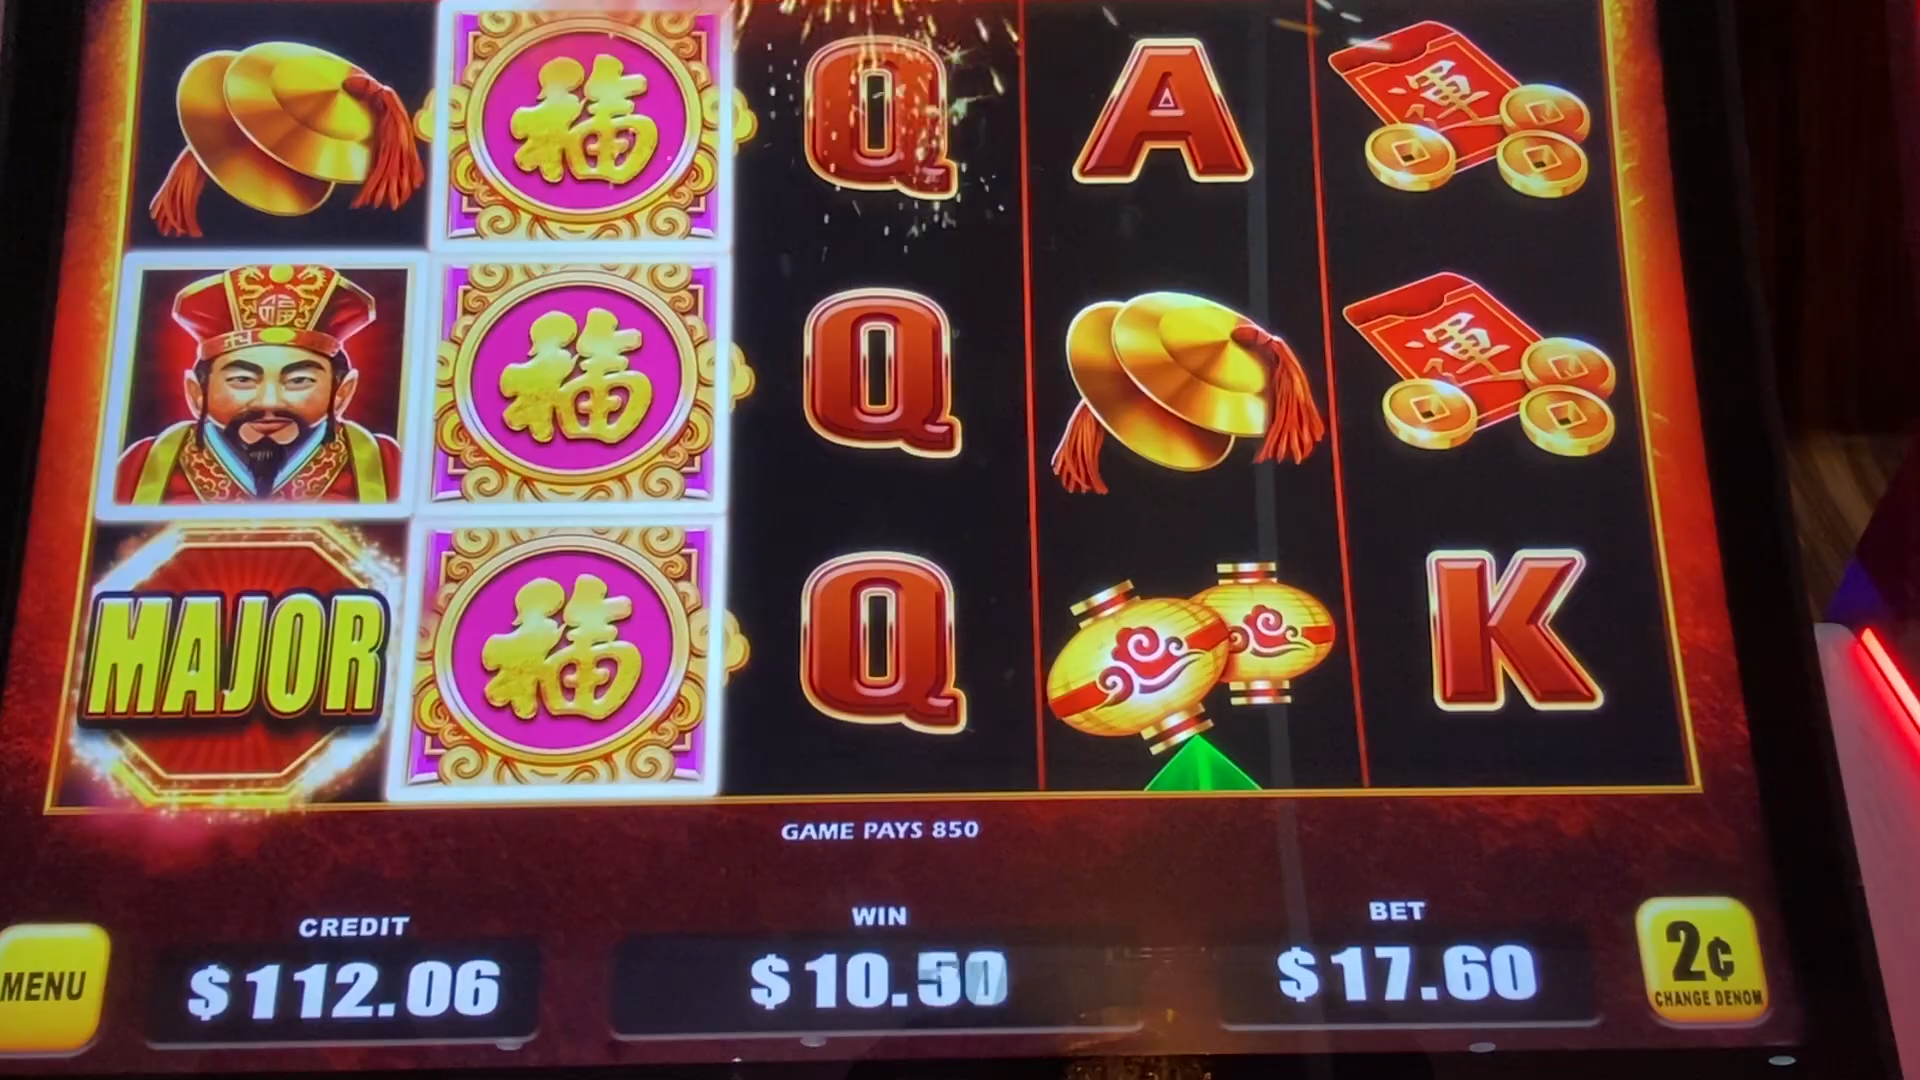 福 Q A 運
福 福 Q 運
MAJOR 福 Q K
GAME PAYS 850
CREDIT WIN BET
MENU $112.06 $10.50 $17.60 2¢
CHANGE DENOM